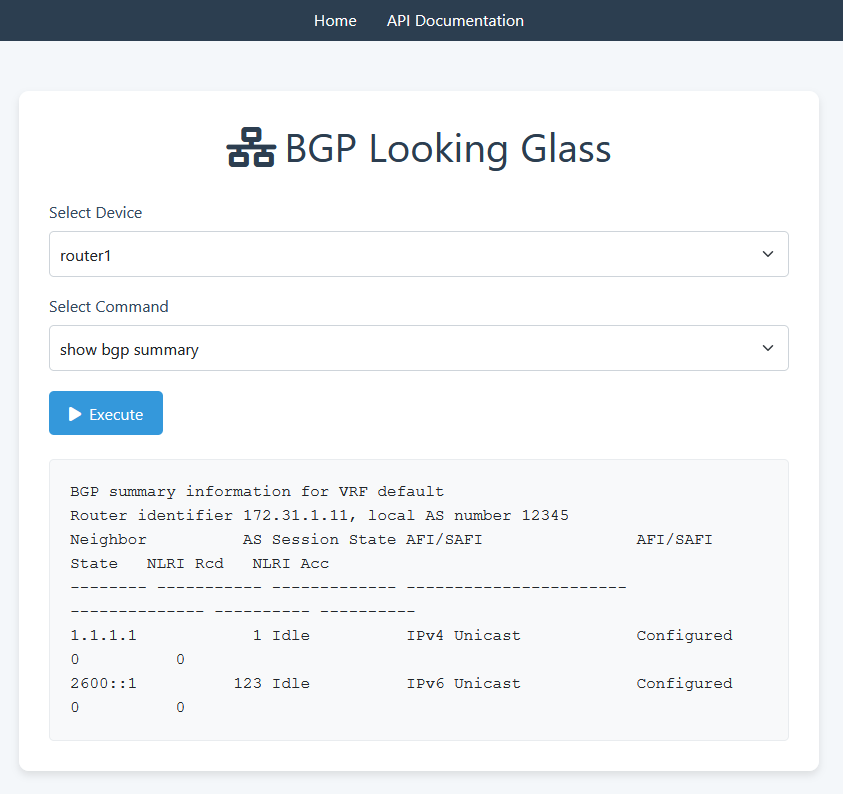 Home API Documentation
BGP Looking Glass
Select Device
router1
Select Command
show bgp summary
Execute
BGP summary information for VRF default
Router identifier 172.31.1.11, local AS number 12345
Neighbor          AS Session State AFI/SAFI                AFI/SAFI
State   NLRI Rcd   NLRI Acc
-------- ----------- ------------- -----------------------
-------------- ---------- ----------
1.1.1.1            1 Idle          IPv4 Unicast            Configured
0          0
2600::1          123 Idle          IPv6 Unicast            Configured
0          0